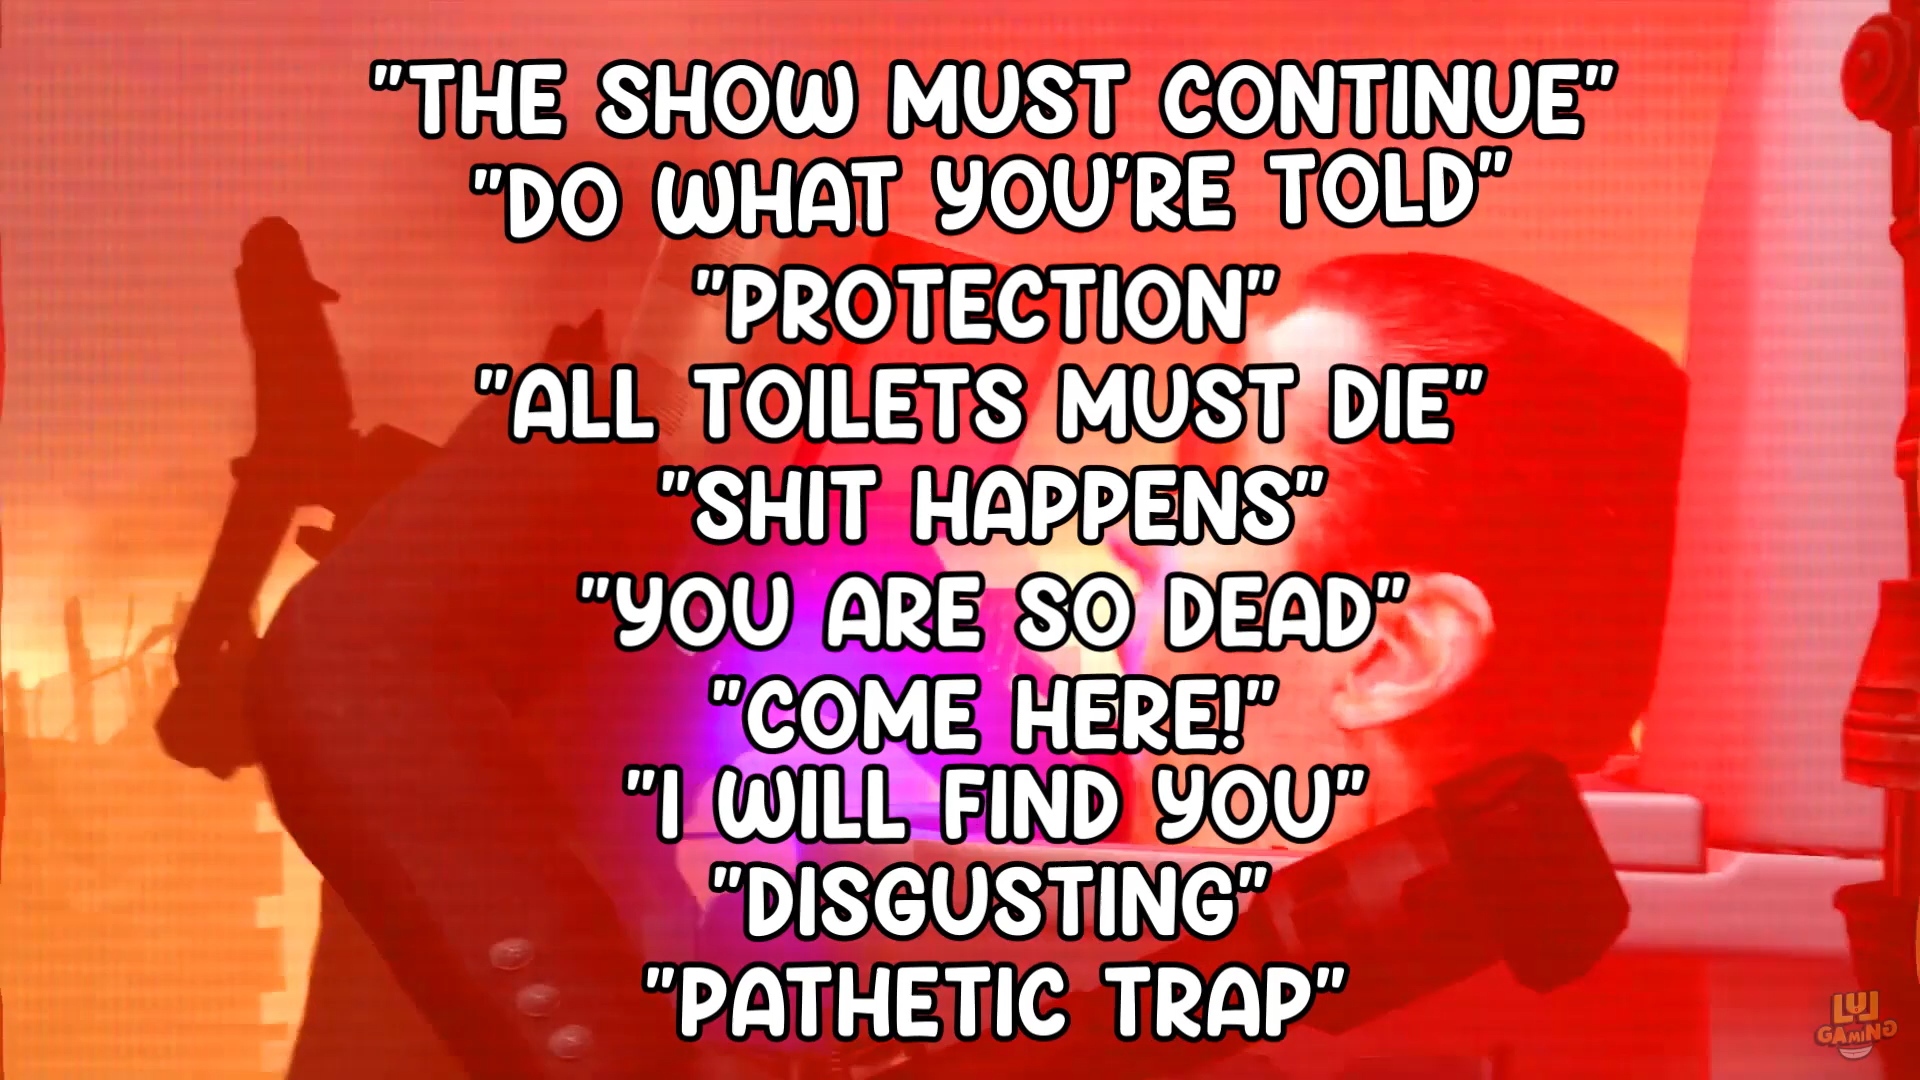 "THE SHOW MUST CONTINUE"
"DO WHAT YOU'RE TOLD"
"PROTECTION"
"ALL TOILETS MUST DIE"
"SHIT HAPPENS"
"YOU ARE SO DEAD"
"COME HERE!"
"I WILL FIND YOU"
"DISGUSTING"
"PATHETIC TRAP"
LUL
GAMING